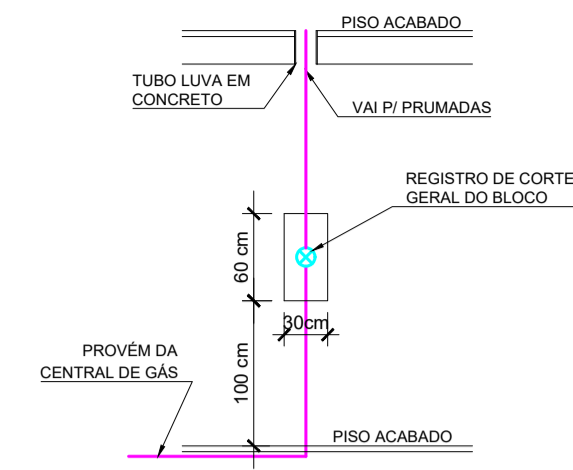 PISO ACABADO
TUBO LUVA EM
CONCRETO
VAI P/ PRUMADAS
REGISTRO DE CORTE
GERAL DO BLOCO
60 cm
30cm
PROVÉM DA
CENTRAL DE GÁS
100 cm
PISO ACABADO